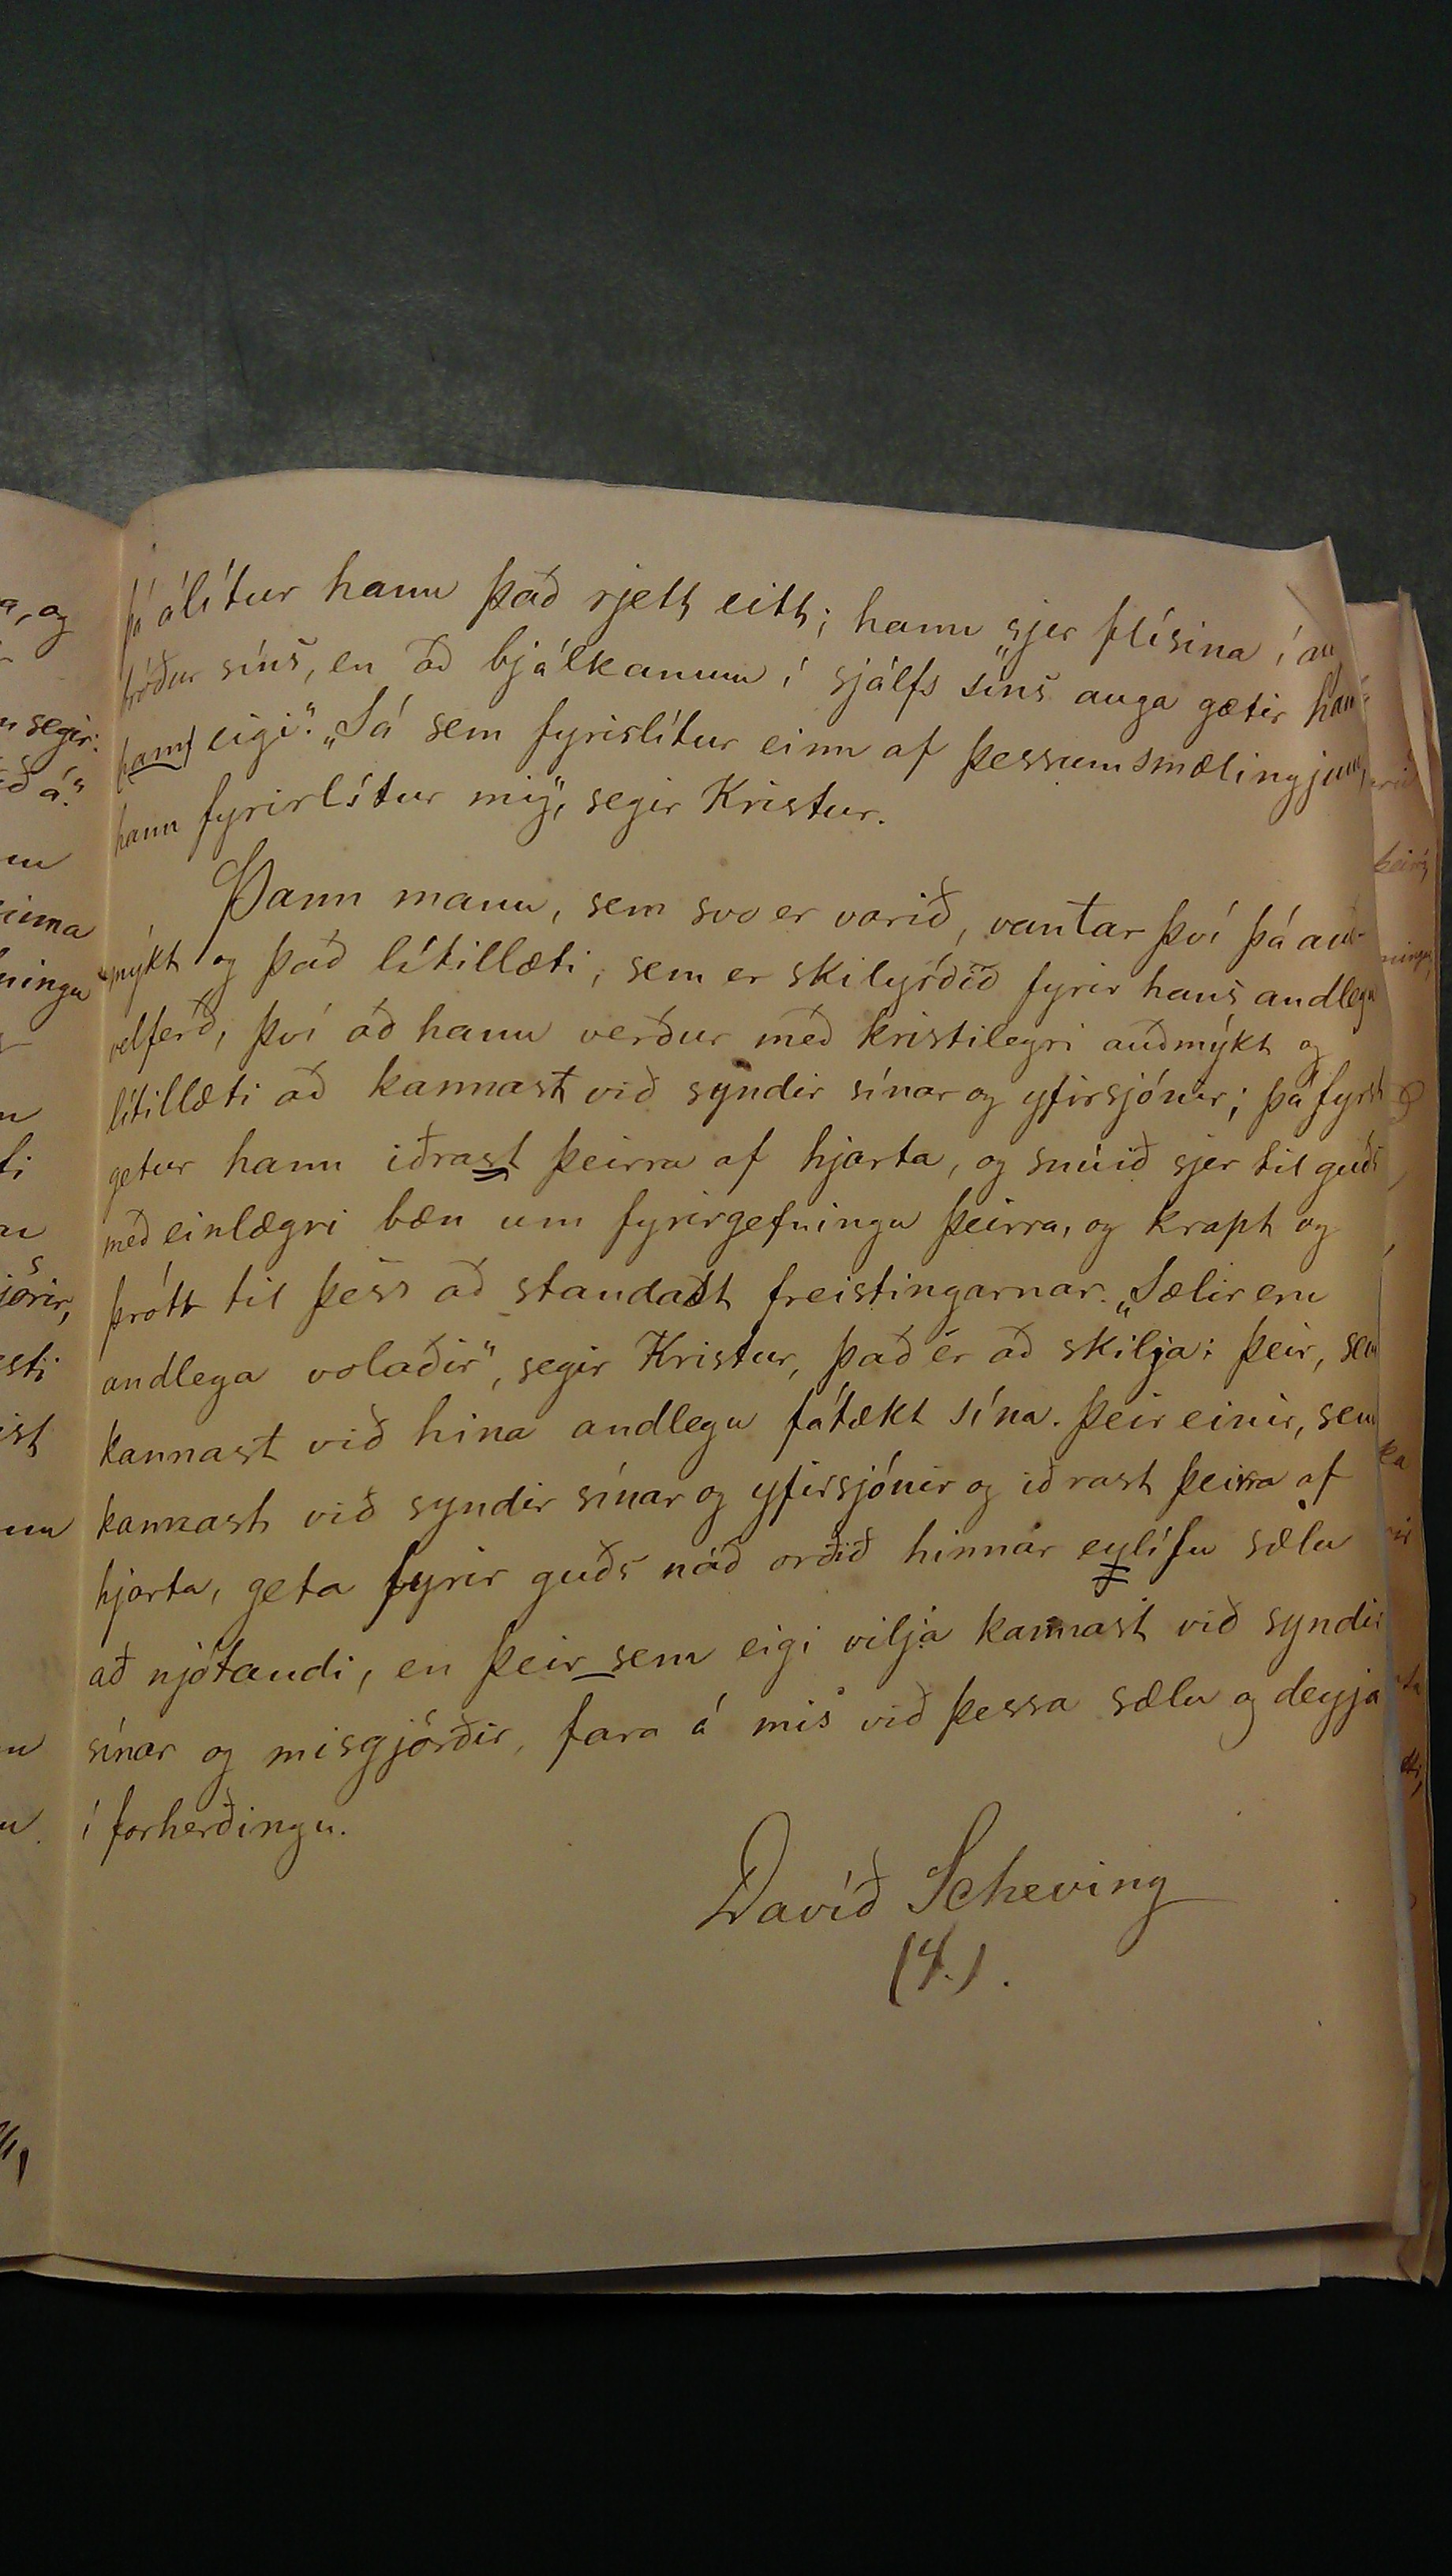 þá álítur hann það rjett eitt; hann „sjer flísina í au
bróður síns, en að bjálkanum í sjálfs síns auga gætir han
hann eigi“. „Sá sem fyrirlítur einn af þessum smælingjum,
hann fyrirlítur mig“, segir Kristur.
Þann mann, sem svo er varið, vantar því þá auð-
mýkt og það lítillæti, sem er skilyrðið fyrir hans andlegu
velferð, því að hann verður með kristilegri auðmýkt og
lítillæti að kannast við syndir sínar og yfirsjónir; þá fyrst
getur hann iðrast þeirra af hjarta, og snúið sjer til guðs
með einlægri bæn um fyrirgefningu þeirra, og krapt og
þrótt til þess að standast freistingarnar. „Sælir eru
andlega volaðir“, segir Kristur, það er að skilja: þeir, sem
kannast við hina andlegu fátækt sína. Þeir einir, sem
kannast við syndir sínar og yfirsjónir og iðrast þeirra af
hjarta, geta fyrir guðs náð orðið hinnar eylífu sælu
að njótandi, en þeir sem eigi vilja kannast við syndir
sínar og misgjörðir, fara á mis við þessa sælu og deyja
í forherðingu.
Davíð Scheving
(4.).